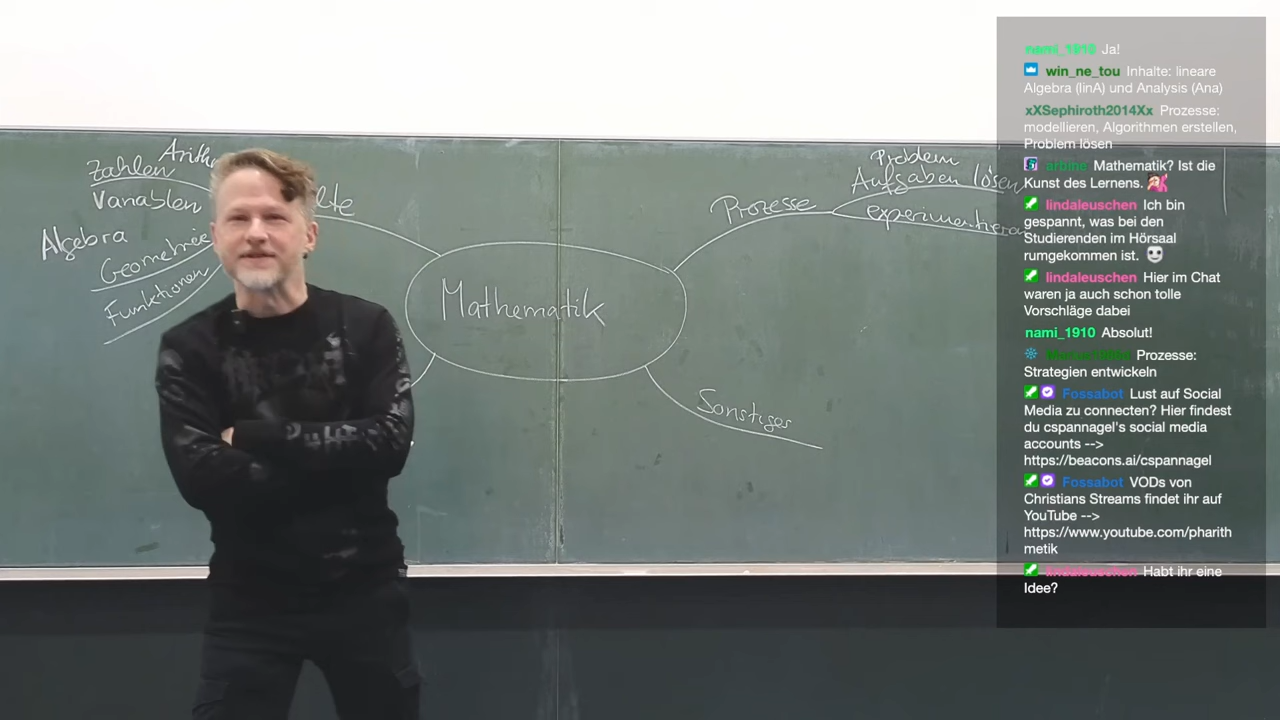 Arith
Zahlen
Variablen
Algebra
Geometrie
Funktionen
lte
Mathematik
Prozesse
Problem
Aufgaben lösen
experimentieren
Sonstiges
nami_1910 Ja!
win_ne_tou Inhalte: lineare
Algebra (linA) und Analysis (Ana)
xXSephiroth2014Xx Prozesse:
modellieren, Algorithmen erstellen,
Problem lösen
Mathematik? Ist die
Kunst des Lernens.
lindaleuschen Ich bin
gespannt, was bei den
Studierenden im Hörsaal
rumgekommen ist.
lindaleuschen Hier im Chat
waren ja auch schon tolle
Vorschläge dabei
nami_1910 Absolut!
Prozesse:
Strategien entwickeln
Fossabot Lust auf Social
Media zu connecten? Hier findest
du cspannagel's social media
accounts -->
https://beacons.ai/cspannagel
Fossabot VODs von
Christians Streams findet ihr auf
YouTube -->
https://www.youtube.com/pharith
metik
lindaleuschen Habt ihr eine
Idee?